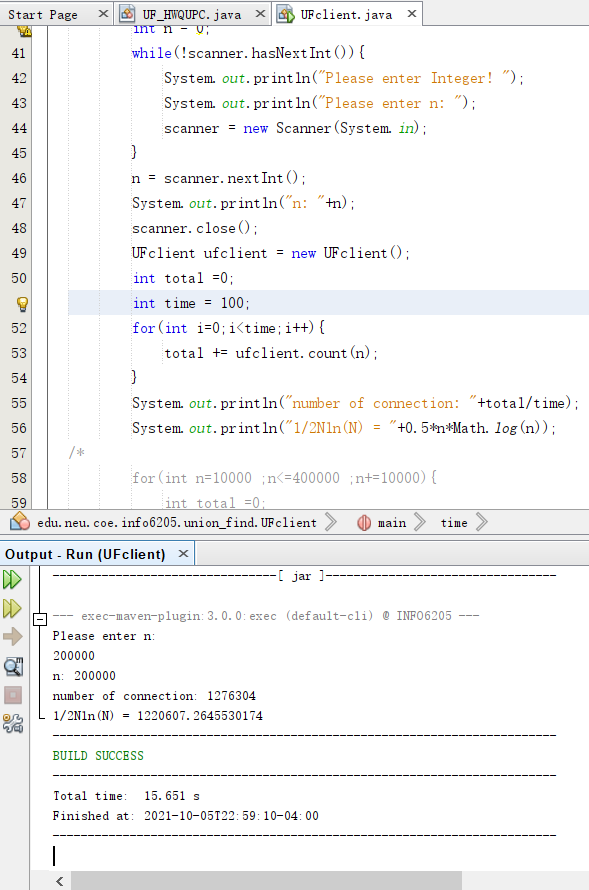 Start Page UF_HWQUPC.java UFclient.java
int n = 0;
41 while(!scanner.hasNextInt()){
42 System.out.println("Please enter Integer! ");
43 System.out.println("Please enter n: ");
44 scanner = new Scanner(System.in);
45 }
46 n = scanner.nextInt();
47 System.out.println("n: "+n);
48 scanner.close();
49 UFclient ufclient = new UFclient();
50 int total =0;
int time = 100;
52 for(int i=0;i<time;i++){
53 total += ufclient.count(n);
54 }
55 System.out.println("number of connection: "+total/time);
56 System.out.println("1/2Nln(N) = "+0.5*n*Math.log(n));
57 /*
58 for(int n=10000 ;n<=400000 ;n+=10000){
59 int total =0;
edu.neu.coe.info6205.union_find.UFclient main time
Output - Run (UFclient)
--------------------------------[ jar ]---------------------------------
--- exec-maven-plugin:3.0.0:exec (default-cli) @ INFO6205 ---
Please enter n:
200000
n: 200000
number of connection: 1276304
1/2Nln(N) = 1220607.2645530174
------------------------------------------------------------------------
BUILD SUCCESS
------------------------------------------------------------------------
Total time:  15.651 s
Finished at: 2021-10-05T22:59:10-04:00
------------------------------------------------------------------------